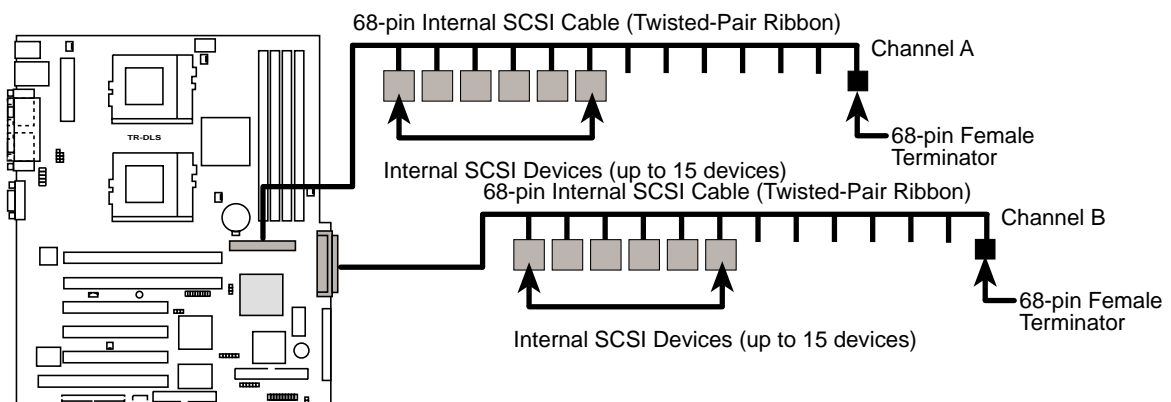 68-pin Internal SCSI Cable (Twisted-Pair Ribbon)
Channel A
TR-DLS
68-pin Female
Terminator
Internal SCSI Devices (up to 15 devices)
68-pin Internal SCSI Cable (Twisted-Pair Ribbon)
Channel B
68-pin Female
Terminator
Internal SCSI Devices (up to 15 devices)